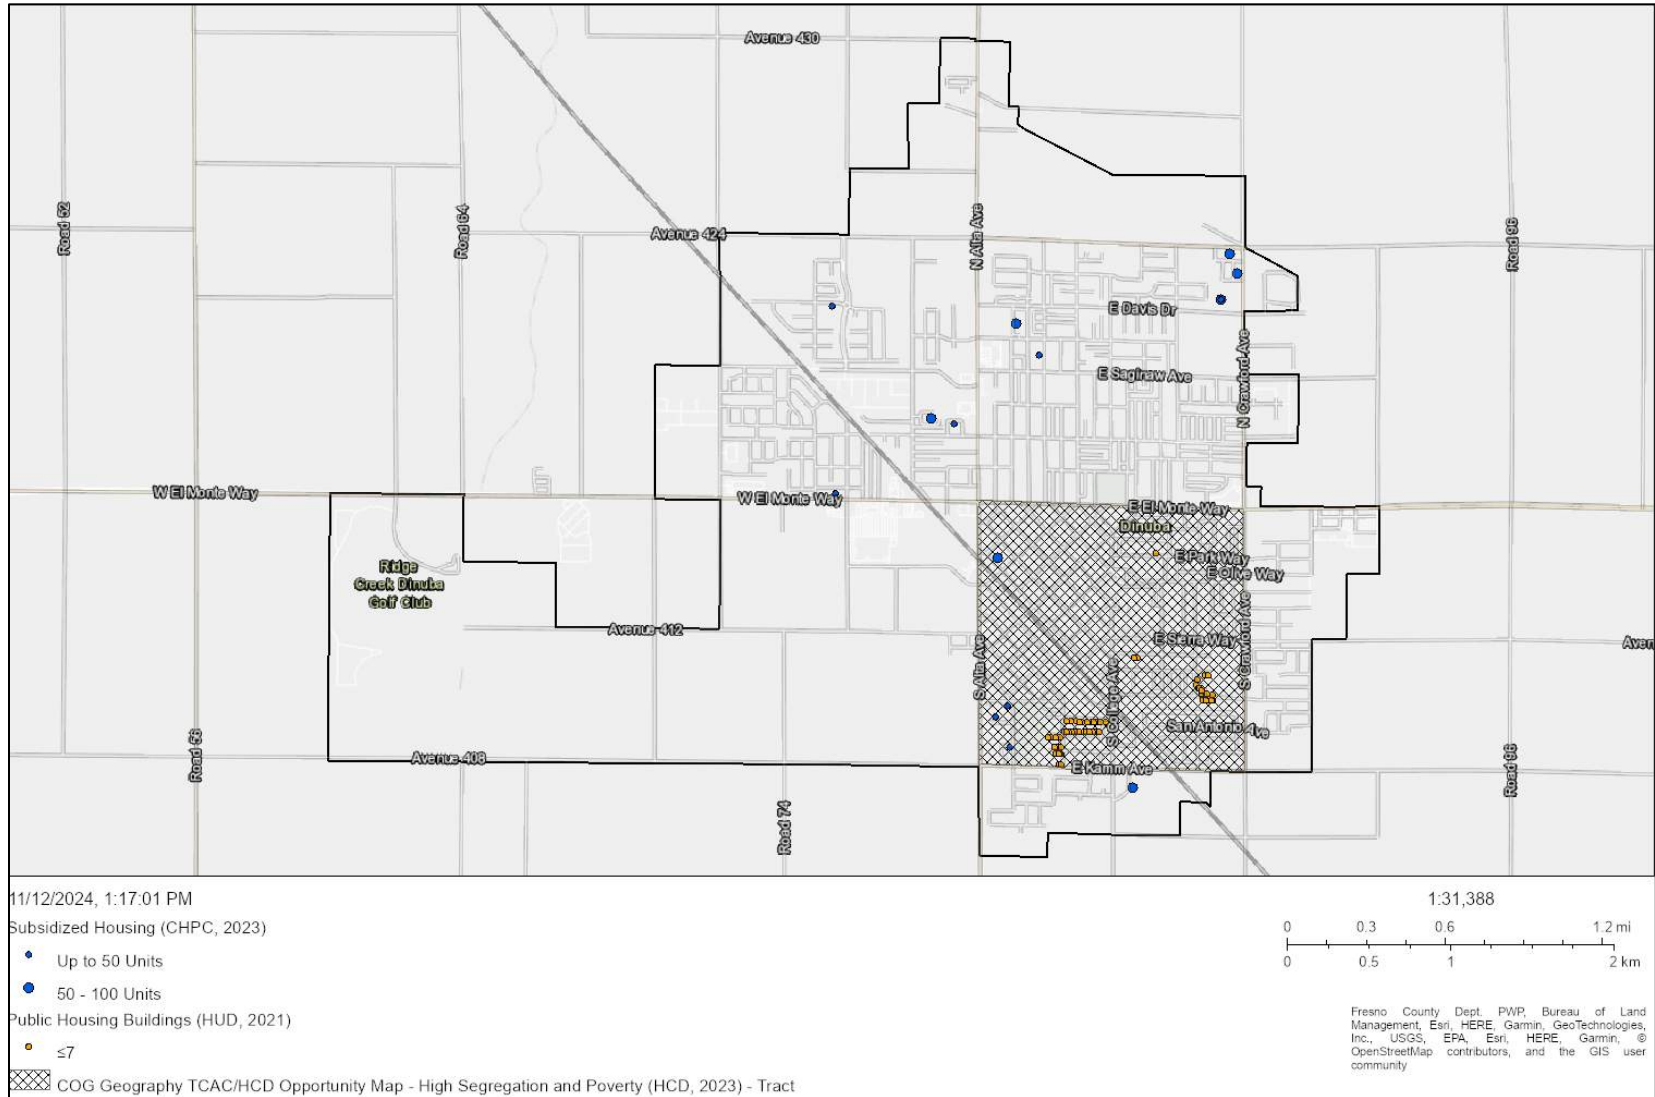 Avenue 430
Road 52
Road 64
Avenue 424
N Alta Ave
Road 96
E Davis Dr
E Saginaw Ave
N Crawford Ave
W El Monte Way
W El Monte Way
E El Monte Way
Dinuba
E Park Way
E Olive Way
Ridge
Creek Dinuba
Golf Club
Avenue 412
E Sierra Way
S Crawford Ave
Aven
S Alta Ave
S College Ave
San Antonio Ave
Road 56
Avenue 408
E Kamm Ave
Road 96
Road 74
11/12/2024, 1:17:01 PM
Subsidized Housing (CHPC, 2023)
Up to 50 Units
50 - 100 Units
Public Housing Buildings (HUD, 2021)
≤7
COG Geography TCAC/HCD Opportunity Map - High Segregation and Poverty (HCD, 2023) - Tract
1:31,388
0 0.3 0.6 1.2 mi
0 0.5 1 2 km
Fresno County Dept. PWP, Bureau of Land
Management, Esri, HERE, Garmin, GeoTechnologies,
Inc., USGS, EPA, Esri, HERE, Garmin, ©
OpenStreetMap contributors, and the GIS user
community